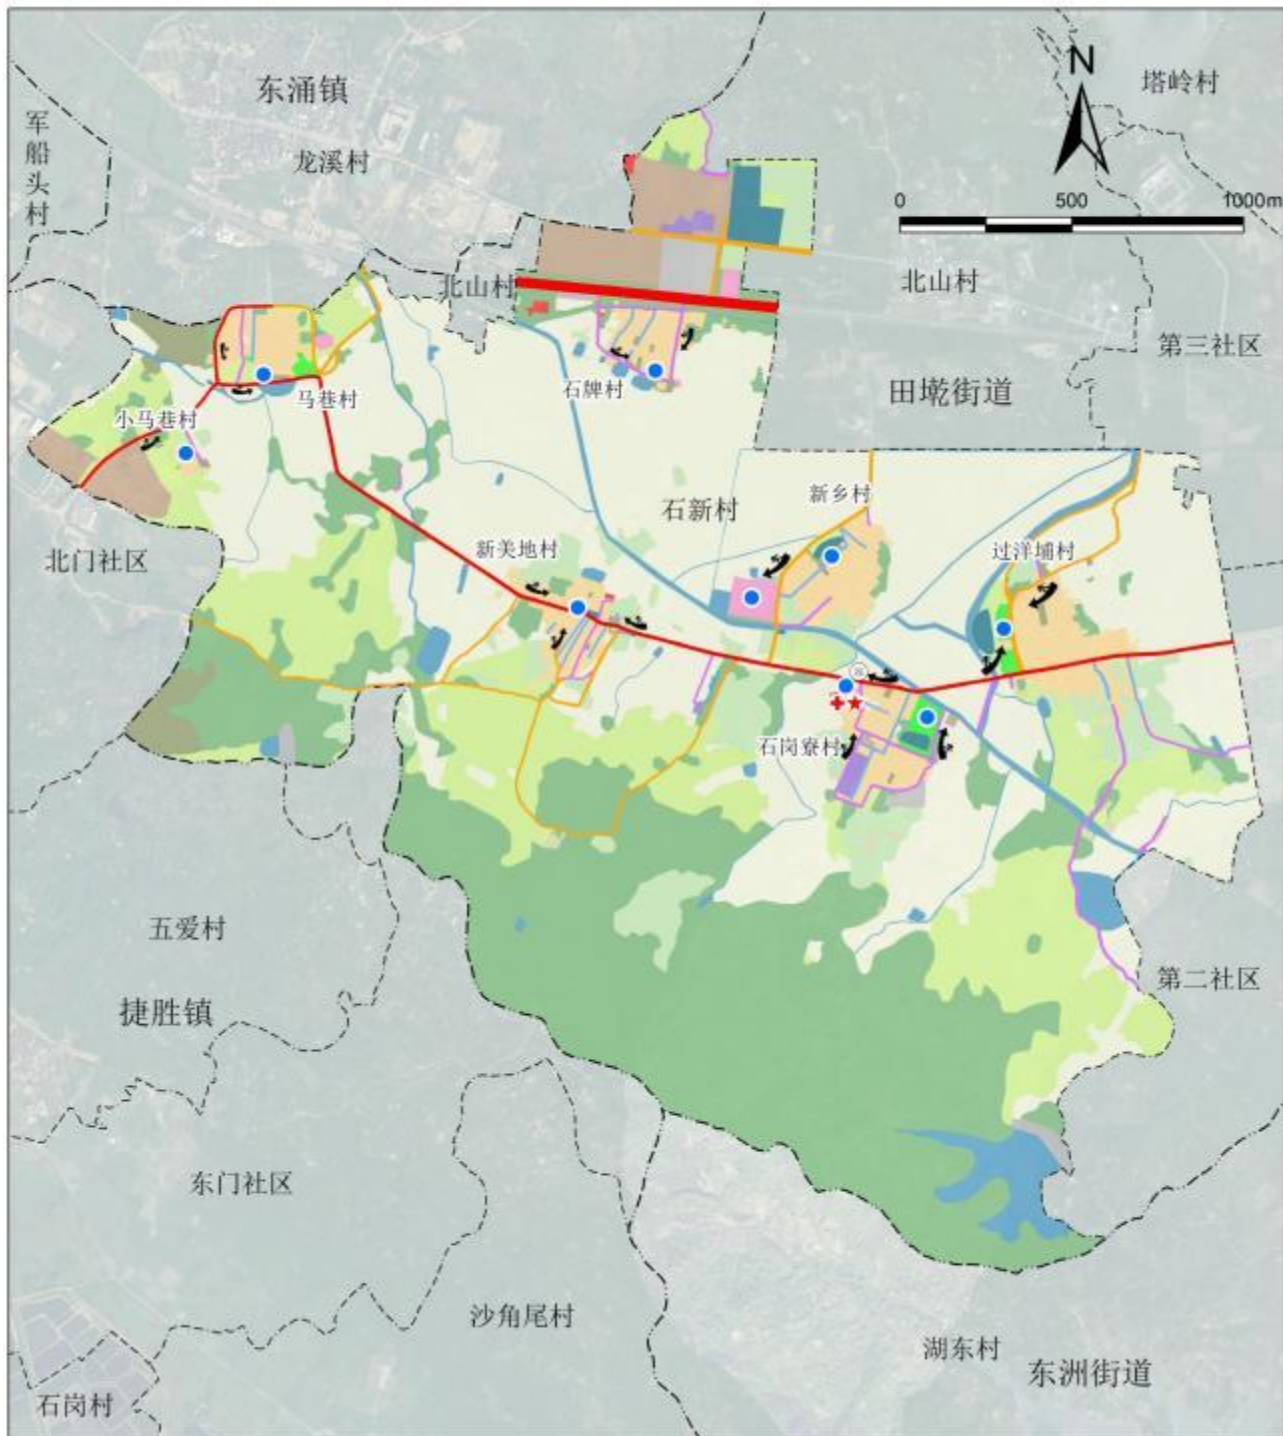 N
塔岭村
东涌镇
军船头村
龙溪村
0 500 1000m
北山村
北山村
第三社区
石牌村
田墘街道
马巷村
小马巷村
新乡村
石新村
新美地村
过洋埔村
北门社区
石岗寮村
五爱村
第二社区
捷胜镇
东门社区
沙角尾村
湖东村
东洲街道
石岗村